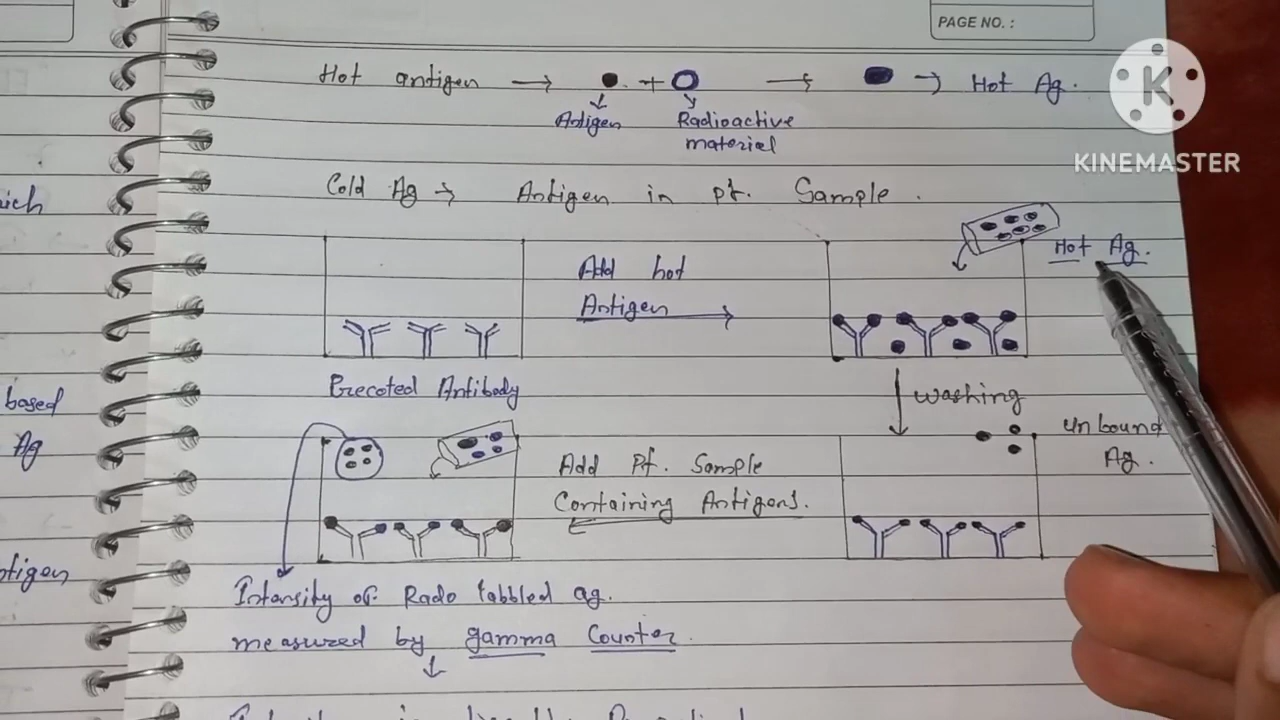 PAGE NO. :
KINEMASTER
Hot antigen → + → → Hot Ag.
Antigen Radioactive material
Cold Ag → Antigen in pt. Sample.
Hot Ag.
Add hot
Antigen →
Precoted Antibody
washing
unbound
Ag.
Add Pt. Sample
Containing Antigens.
Intensity of Rado labbled ag.
measured by gamma Counter.
based
Ag